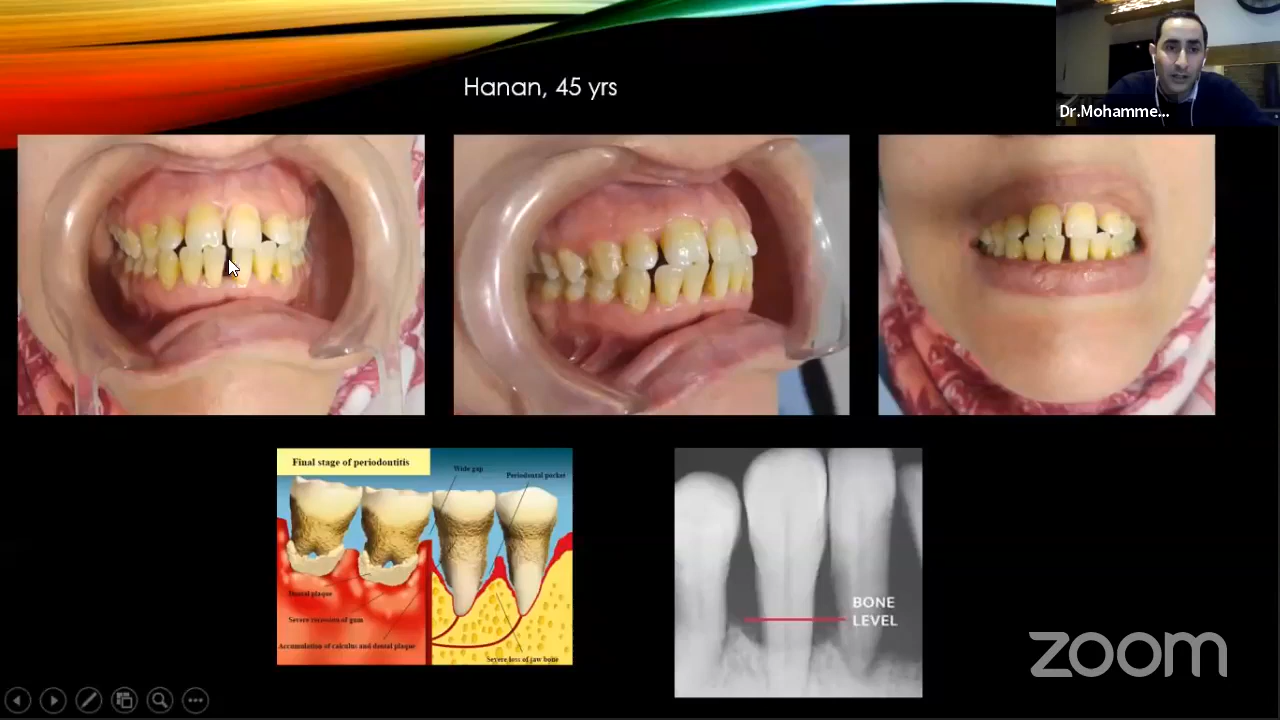 Hanan, 45 yrs
Dr.Mohamme...
Final stage of periodontitis
Wide gap
Periodontal pocket
Dental plaque
Severe recession of gum
Accumulation of calculus and dental plaque
Severe loss of jaw bone
BONE
LEVEL
zoom